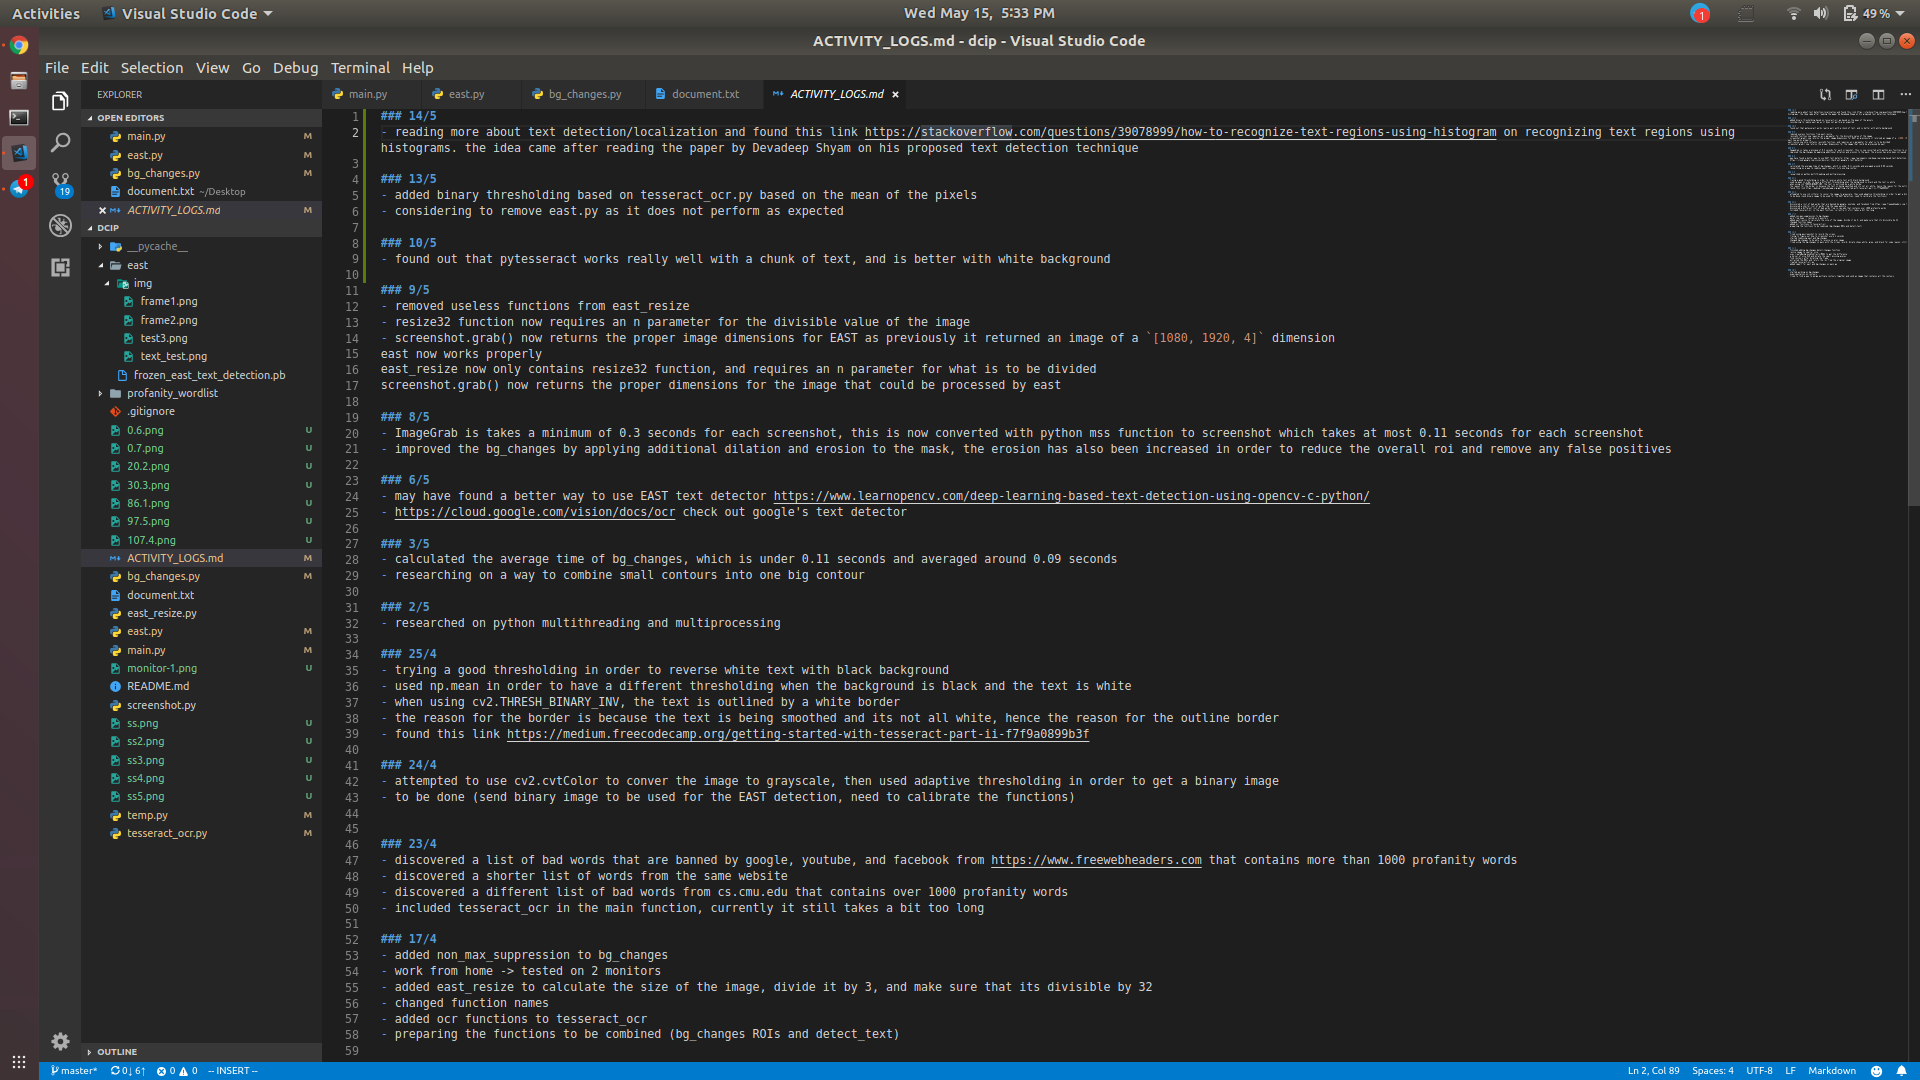 Activities Visual Studio Code Wed May 15, 5:33 PM 1 49 %
ACTIVITY_LOGS.md - dcip - Visual Studio Code
File Edit Selection View Go Debug Terminal Help
EXPLORER
OPEN EDITORS
main.py M
east.py M
bg_changes.py M
document.txt ~/Desktop
ACTIVITY_LOGS.md M
DCIP
__pycache__
east
img
frame1.png
frame2.png
test3.png
text_test.png
frozen_east_text_detection.pb
profanity_wordlist
.gitignore
0.6.png U
0.7.png U
20.2.png U
30.3.png U
86.1.png U
97.5.png U
107.4.png U
ACTIVITY_LOGS.md M
bg_changes.py M
document.txt
east_resize.py
east.py M
main.py M
monitor-1.png U
README.md
screenshot.py
ss.png U
ss2.png U
ss3.png U
ss4.png U
ss5.png U
temp.py M
tesseract_ocr.py M
OUTLINE
1
19
main.py east.py bg_changes.py document.txt ACTIVITY_LOGS.md
1 ### 14/5
2 - reading more about text detection/localization and found this link https://stackoverflow.com/questions/39078999/how-to-recognize-text-regions-using-histogram on recognizing text regions using
histograms. the idea came after reading the paper by Devadeep Shyam on his proposed text detection technique
3
4 ### 13/5
5 - added binary thresholding based on tesseract_ocr.py based on the mean of the pixels
6 - considering to remove east.py as it does not perform as expected
7
8 ### 10/5
9 - found out that pytesseract works really well with a chunk of text, and is better with white background
10
11 ### 9/5
12 - removed useless functions from east_resize
13 - resize32 function now requires an n parameter for the divisible value of the image
14 - screenshot.grab() now returns the proper image dimensions for EAST as previously it returned an image of a `[1080, 1920, 4]` dimension
15 east now works properly
16 east_resize now only contains resize32 function, and requires an n parameter for what is to be divided
17 screenshot.grab() now returns the proper dimensions for the image that could be processed by east
18
19 ### 8/5
20 - ImageGrab is takes a minimum of 0.3 seconds for each screenshot, this is now converted with python mss function to screenshot which takes at most 0.11 seconds for each screenshot
21 - improved the bg_changes by applying additional dilation and erosion to the mask, the erosion has also been increased in order to reduce the overall roi and remove any false positives
22
23 ### 6/5
24 - may have found a better way to use EAST text detector https://www.learnopencv.com/deep-learning-based-text-detection-using-opencv-c-python/
25 - https://cloud.google.com/vision/docs/ocr check out google's text detector
26
27 ### 3/5
28 - calculated the average time of bg_changes, which is under 0.11 seconds and averaged around 0.09 seconds
29 - researching on a way to combine small contours into one big contour
30
31 ### 2/5
32 - researched on python multithreading and multiprocessing
33
34 ### 25/4
35 - trying a good thresholding in order to reverse white text with black background
36 - used np.mean in order to have a different thresholding when the background is black and the text is white
37 - when using cv2.THRESH_BINARY_INV, the text is outlined by a white border
38 - the reason for the border is because the text is being smoothed and its not all white, hence the reason for the outline border
39 - found this link https://medium.freecodecamp.org/getting-started-with-tesseract-part-ii-f7f9a0899b3f
40
41 ### 24/4
42 - attempted to use cv2.cvtColor to conver the image to grayscale, then used adaptive thresholding in order to get a binary image
43 - to be done (send binary image to be used for the EAST detection, need to calibrate the functions)
44
45
46 ### 23/4
47 - discovered a list of bad words that are banned by google, youtube, and facebook from https://www.freewebheaders.com that contains more than 1000 profanity words
48 - discovered a shorter list of words from the same website
49 - discovered a different list of bad words from cs.cmu.edu that contains over 1000 profanity words
50 - included tesseract_ocr in the main function, currently it still takes a bit too long
51
52 ### 17/4
53 - added non_max_suppression to bg_changes
54 - work from home -> tested on 2 monitors
55 - added east_resize to calculate the size of the image, divide it by 3, and make sure that its divisible by 32
56 - changed function names
57 - added ocr functions to tesseract_ocr
58 - preparing the functions to be combined (bg_changes ROIs and detect_text)
59
master* 0↓ 6↑ 0 0 -- INSERT -- Ln 2, Col 89 Spaces: 4 UTF-8 LF Markdown